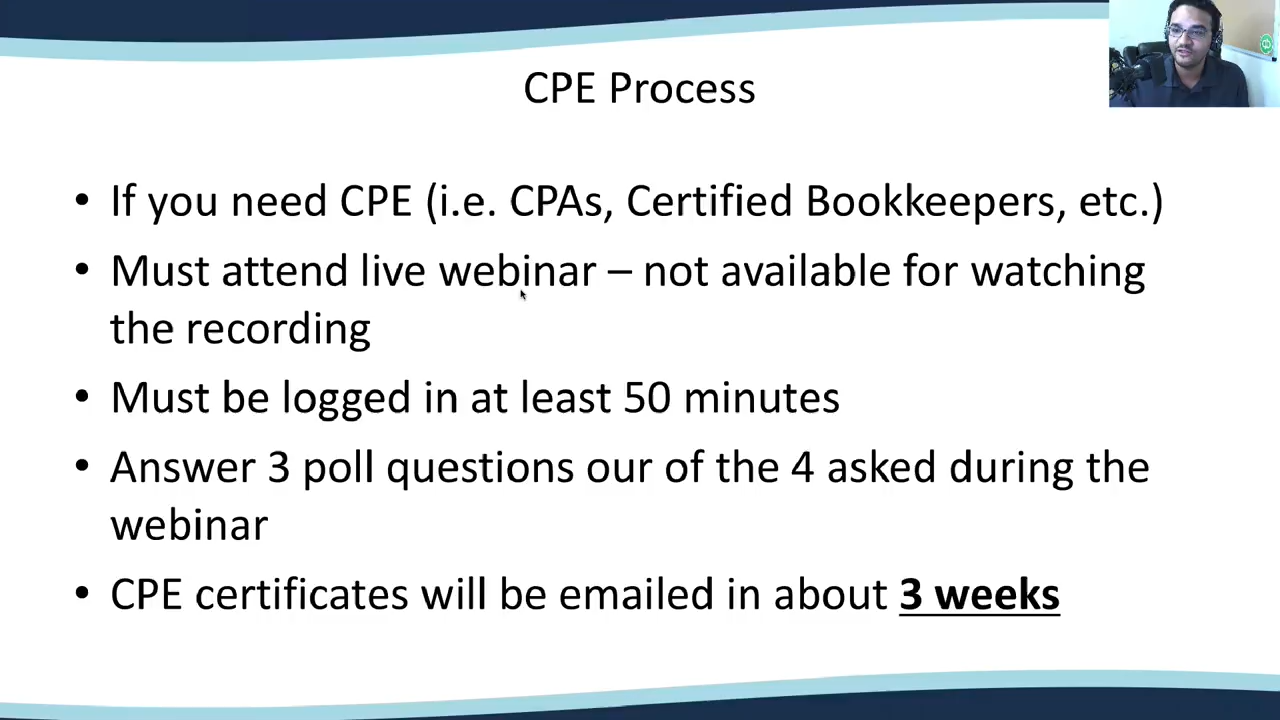 CPE Process
• If you need CPE (i.e. CPAs, Certified Bookkeepers, etc.)
• Must attend live webinar – not available for watching
the recording
• Must be logged in at least 50 minutes
• Answer 3 poll questions our of the 4 asked during the
webinar
• CPE certificates will be emailed in about 3 weeks